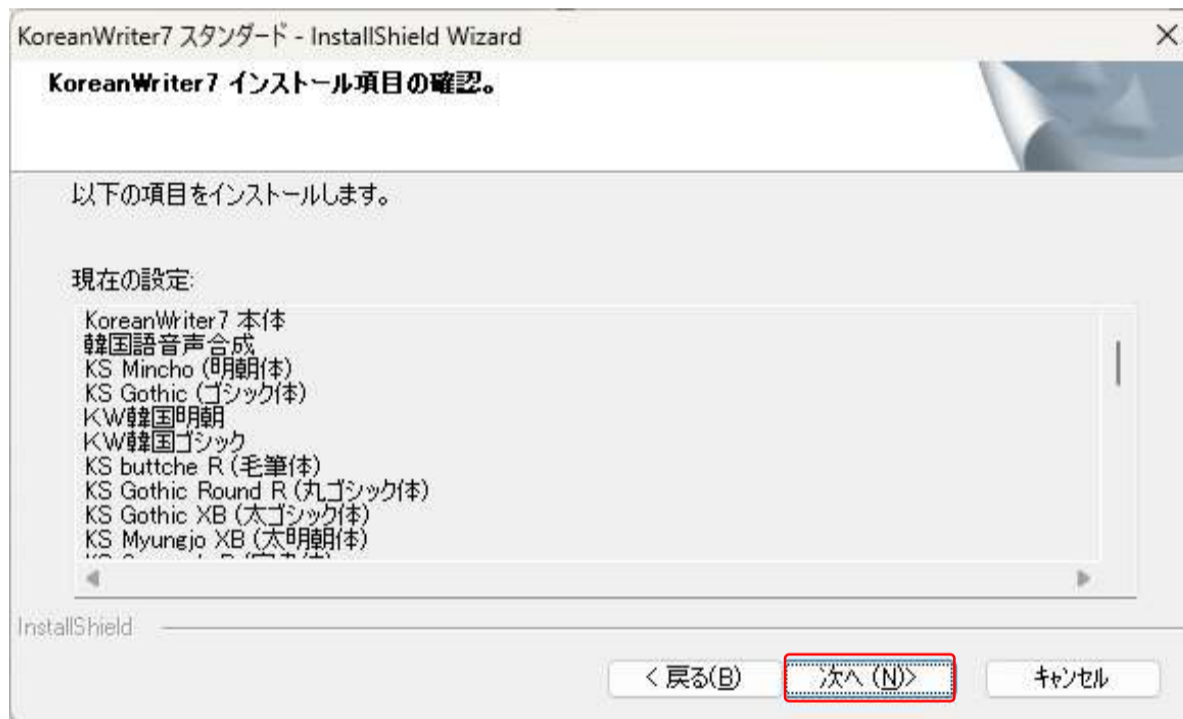 KoreanWriter7 スタンダード - InstallShield Wizard
KoreanWriter7 インストール項目の確認。
以下の項目をインストールします。
現在の設定:
KoreanWriter7 本体
韓国語音声合成
KS Mincho (明朝体)
KS Gothic (ゴシック体)
KW韓国明朝
KW韓国ゴシック
KS buttche R (毛筆体)
KS Gothic Round R (丸ゴシック体)
KS Gothic XB (太ゴシック体)
KS Myungjo XB (太明朝体)
InstallShield
< 戻る(B) 次へ (N)> キャンセル